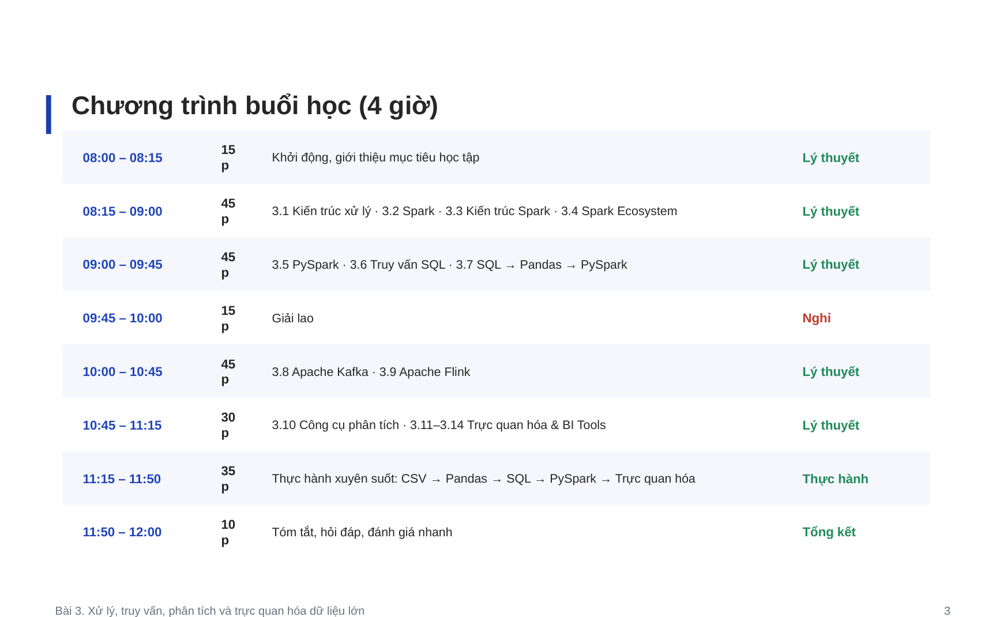 Chương trình buổi học (4 giờ)
08:00 – 08:15
15
p
Khởi động, giới thiệu mục tiêu học tập
Lý thuyết
08:15 – 09:00
45
p
3.1 Kiến trúc xử lý · 3.2 Spark · 3.3 Kiến trúc Spark · 3.4 Spark Ecosystem
Lý thuyết
09:00 – 09:45
45
p
3.5 PySpark · 3.6 Truy vấn SQL · 3.7 SQL → Pandas → PySpark
Lý thuyết
09:45 – 10:00
15
p
Giải lao
Nghỉ
10:00 – 10:45
45
p
3.8 Apache Kafka · 3.9 Apache Flink
Lý thuyết
10:45 – 11:15
30
p
3.10 Công cụ phân tích · 3.11–3.14 Trực quan hóa & BI Tools
Lý thuyết
11:15 – 11:50
35
p
Thực hành xuyên suốt: CSV → Pandas → SQL → PySpark → Trực quan hóa
Thực hành
11:50 – 12:00
10
p
Tóm tắt, hỏi đáp, đánh giá nhanh
Tổng kết
Bài 3. Xử lý, truy vấn, phân tích và trực quan hóa dữ liệu lớn
3